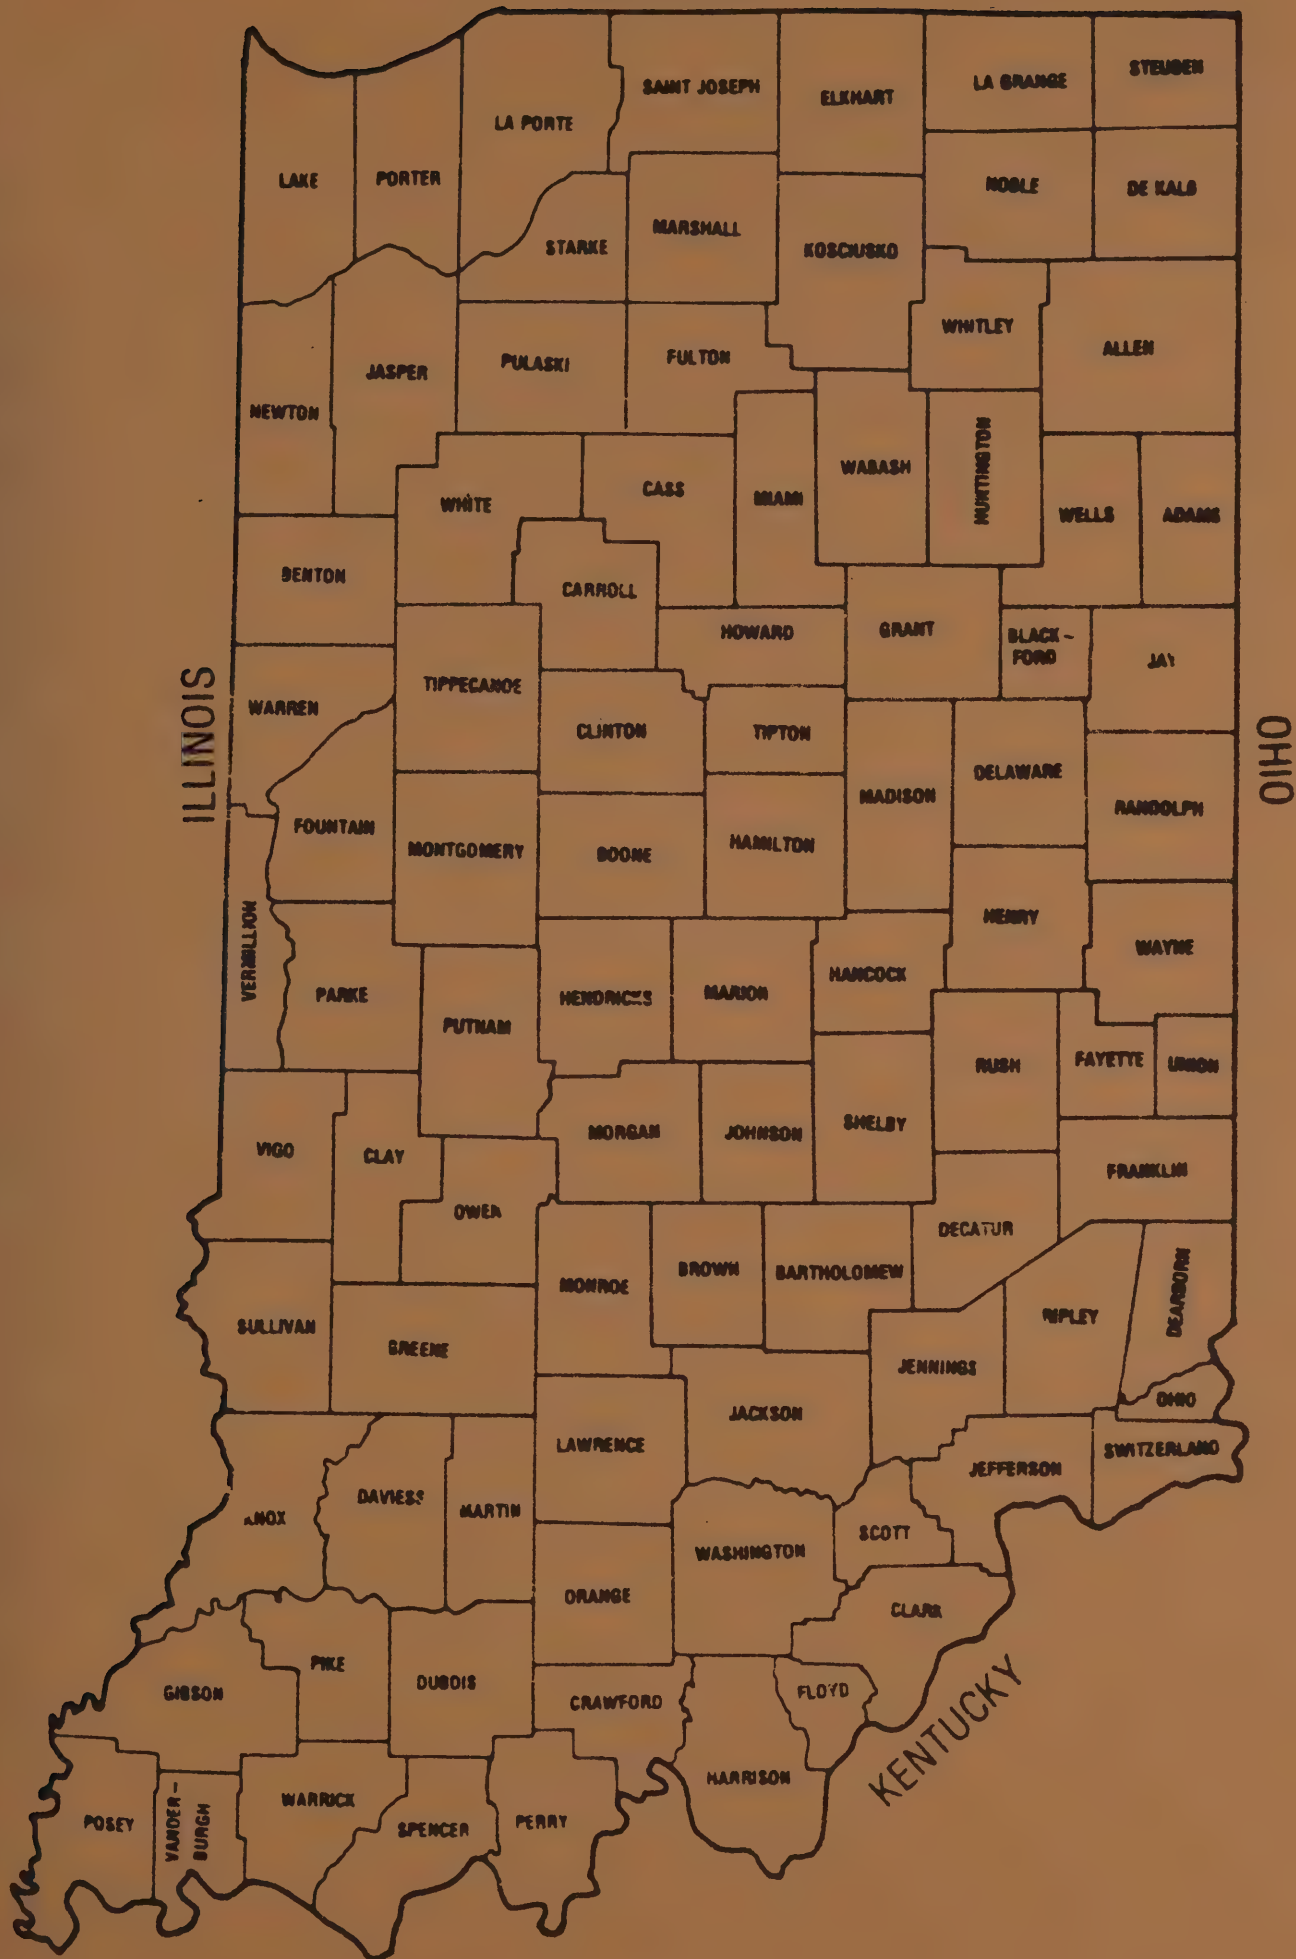 SAINT JOSEPH
ELKHART
LA GRANGE
STEUBEN
LA PORTE
LAKE
PORTER
NOBLE
DE KALB
STARKE
MARSHALL
KOSCIUSKO
WHITLEY
ALLEN
JASPER
PULASKI
FULTON
NEWTON
WHITE
CASS
MIAMI
WABASH
HUNTINGTON
WELLS
ADAMS
BENTON
CARROLL
HOWARD
GRANT
BLACK-
FORD
JAY
ILLINOIS
WARREN
TIPPECANOE
CLINTON
TIPTON
MADISON
DELAWARE
RANDOLPH
OHIO
FOUNTAIN
MONTGOMERY
BOONE
HAMILTON
HENRY
WAYNE
VERMILLION
PARKE
PUTNAM
HENDRICKS
MARION
HANCOCK
RUSH
FAYETTE
UNION
VIGO
CLAY
OWEN
MORGAN
JOHNSON
SHELBY
FRANKLIN
DECATUR
SULLIVAN
GREENE
MONROE
BROWN
BARTHOLOMEW
JENNINGS
RIPLEY
DEARBORN
OHIO
LAWRENCE
JACKSON
JEFFERSON
SWITZERLAND
KNOX
DAVIESS
MARTIN
WASHINGTON
SCOTT
ORANGE
CLARK
GIBSON
PIKE
DUBOIS
CRAWFORD
FLOYD
KENTUCKY
HARRISON
POSEY
VANDER-
BURGH
WARRICK
SPENCER
PERRY